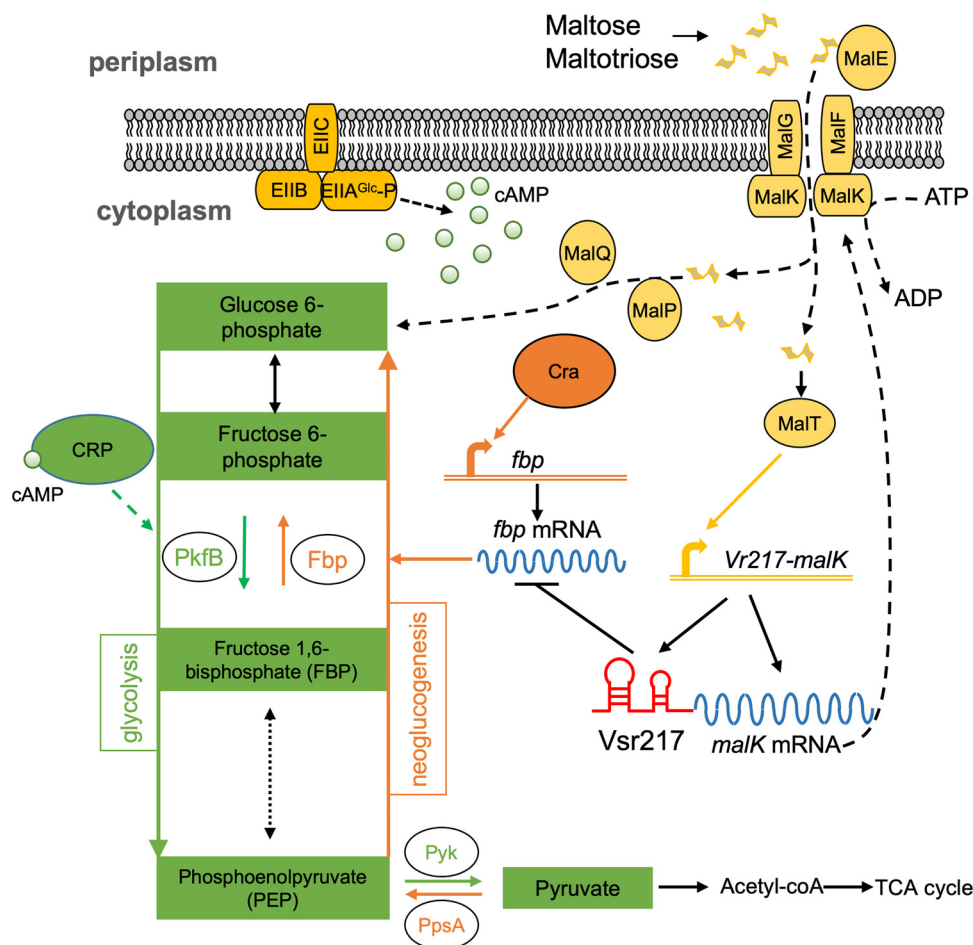 Maltose
Maltotriose
periplasm
MalE
EIIC
MalG
MalF
EIIB
EIIAGlc-P
MalK
MalK
cytoplasm
cAMP
ATP
MalQ
MalP
ADP
Glucose 6-
phosphate
Cra
MalT
CRP
cAMP
Fructose 6-
phosphate
fbp
fbp mRNA
Vr217-malK
PkfB
Fbp
glycolysis
neoglucogenesis
Fructose 1,6-
bisphosphate (FBP)
Vsr217
malK mRNA
Phosphoenolpyruvate
(PEP)
Pyk
PpsA
Pyruvate
Acetyl-coA
TCA cycle